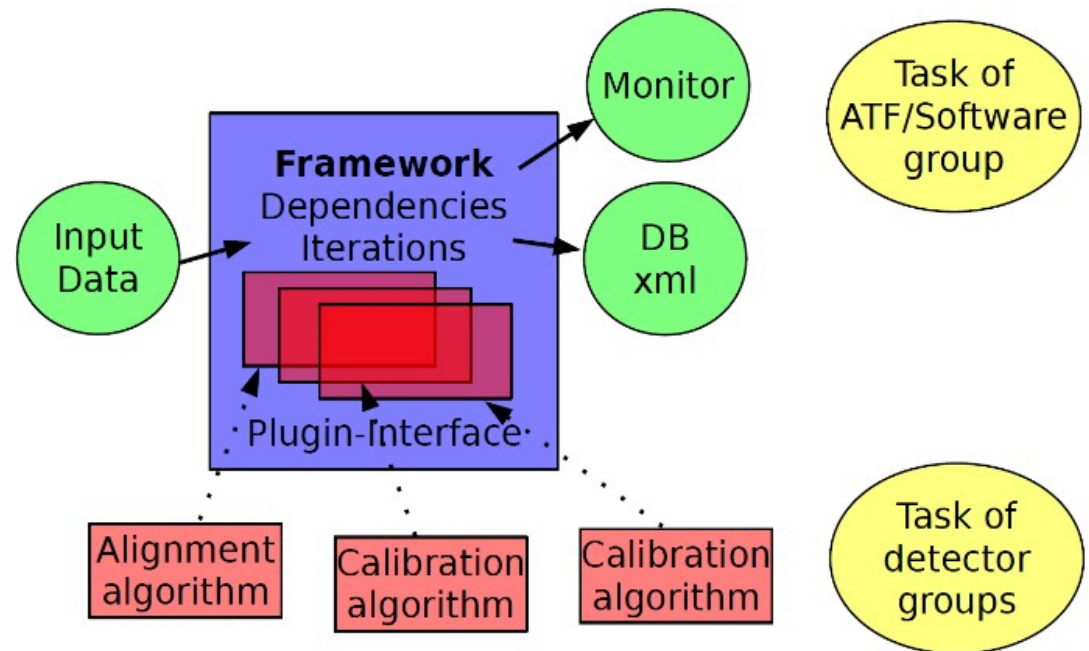 Monitor
Task of
ATF/Software
group
Framework
Dependencies
Iterations
Input
Data
DB
xml
Plugin-Interface
Alignment
algorithm
Calibration
algorithm
Calibration
algorithm
Task of
detector
groups